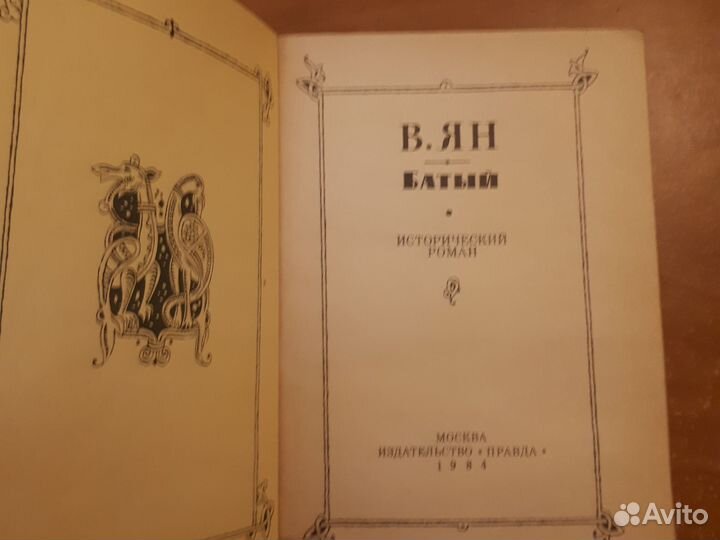 В. ЯН
БАТЫЙ
ИСТОРИЧЕСКИЙ
РОМАН
МОСКВА
ИЗДАТЕЛЬСТВО «ПРАВДА»
1984
Avito